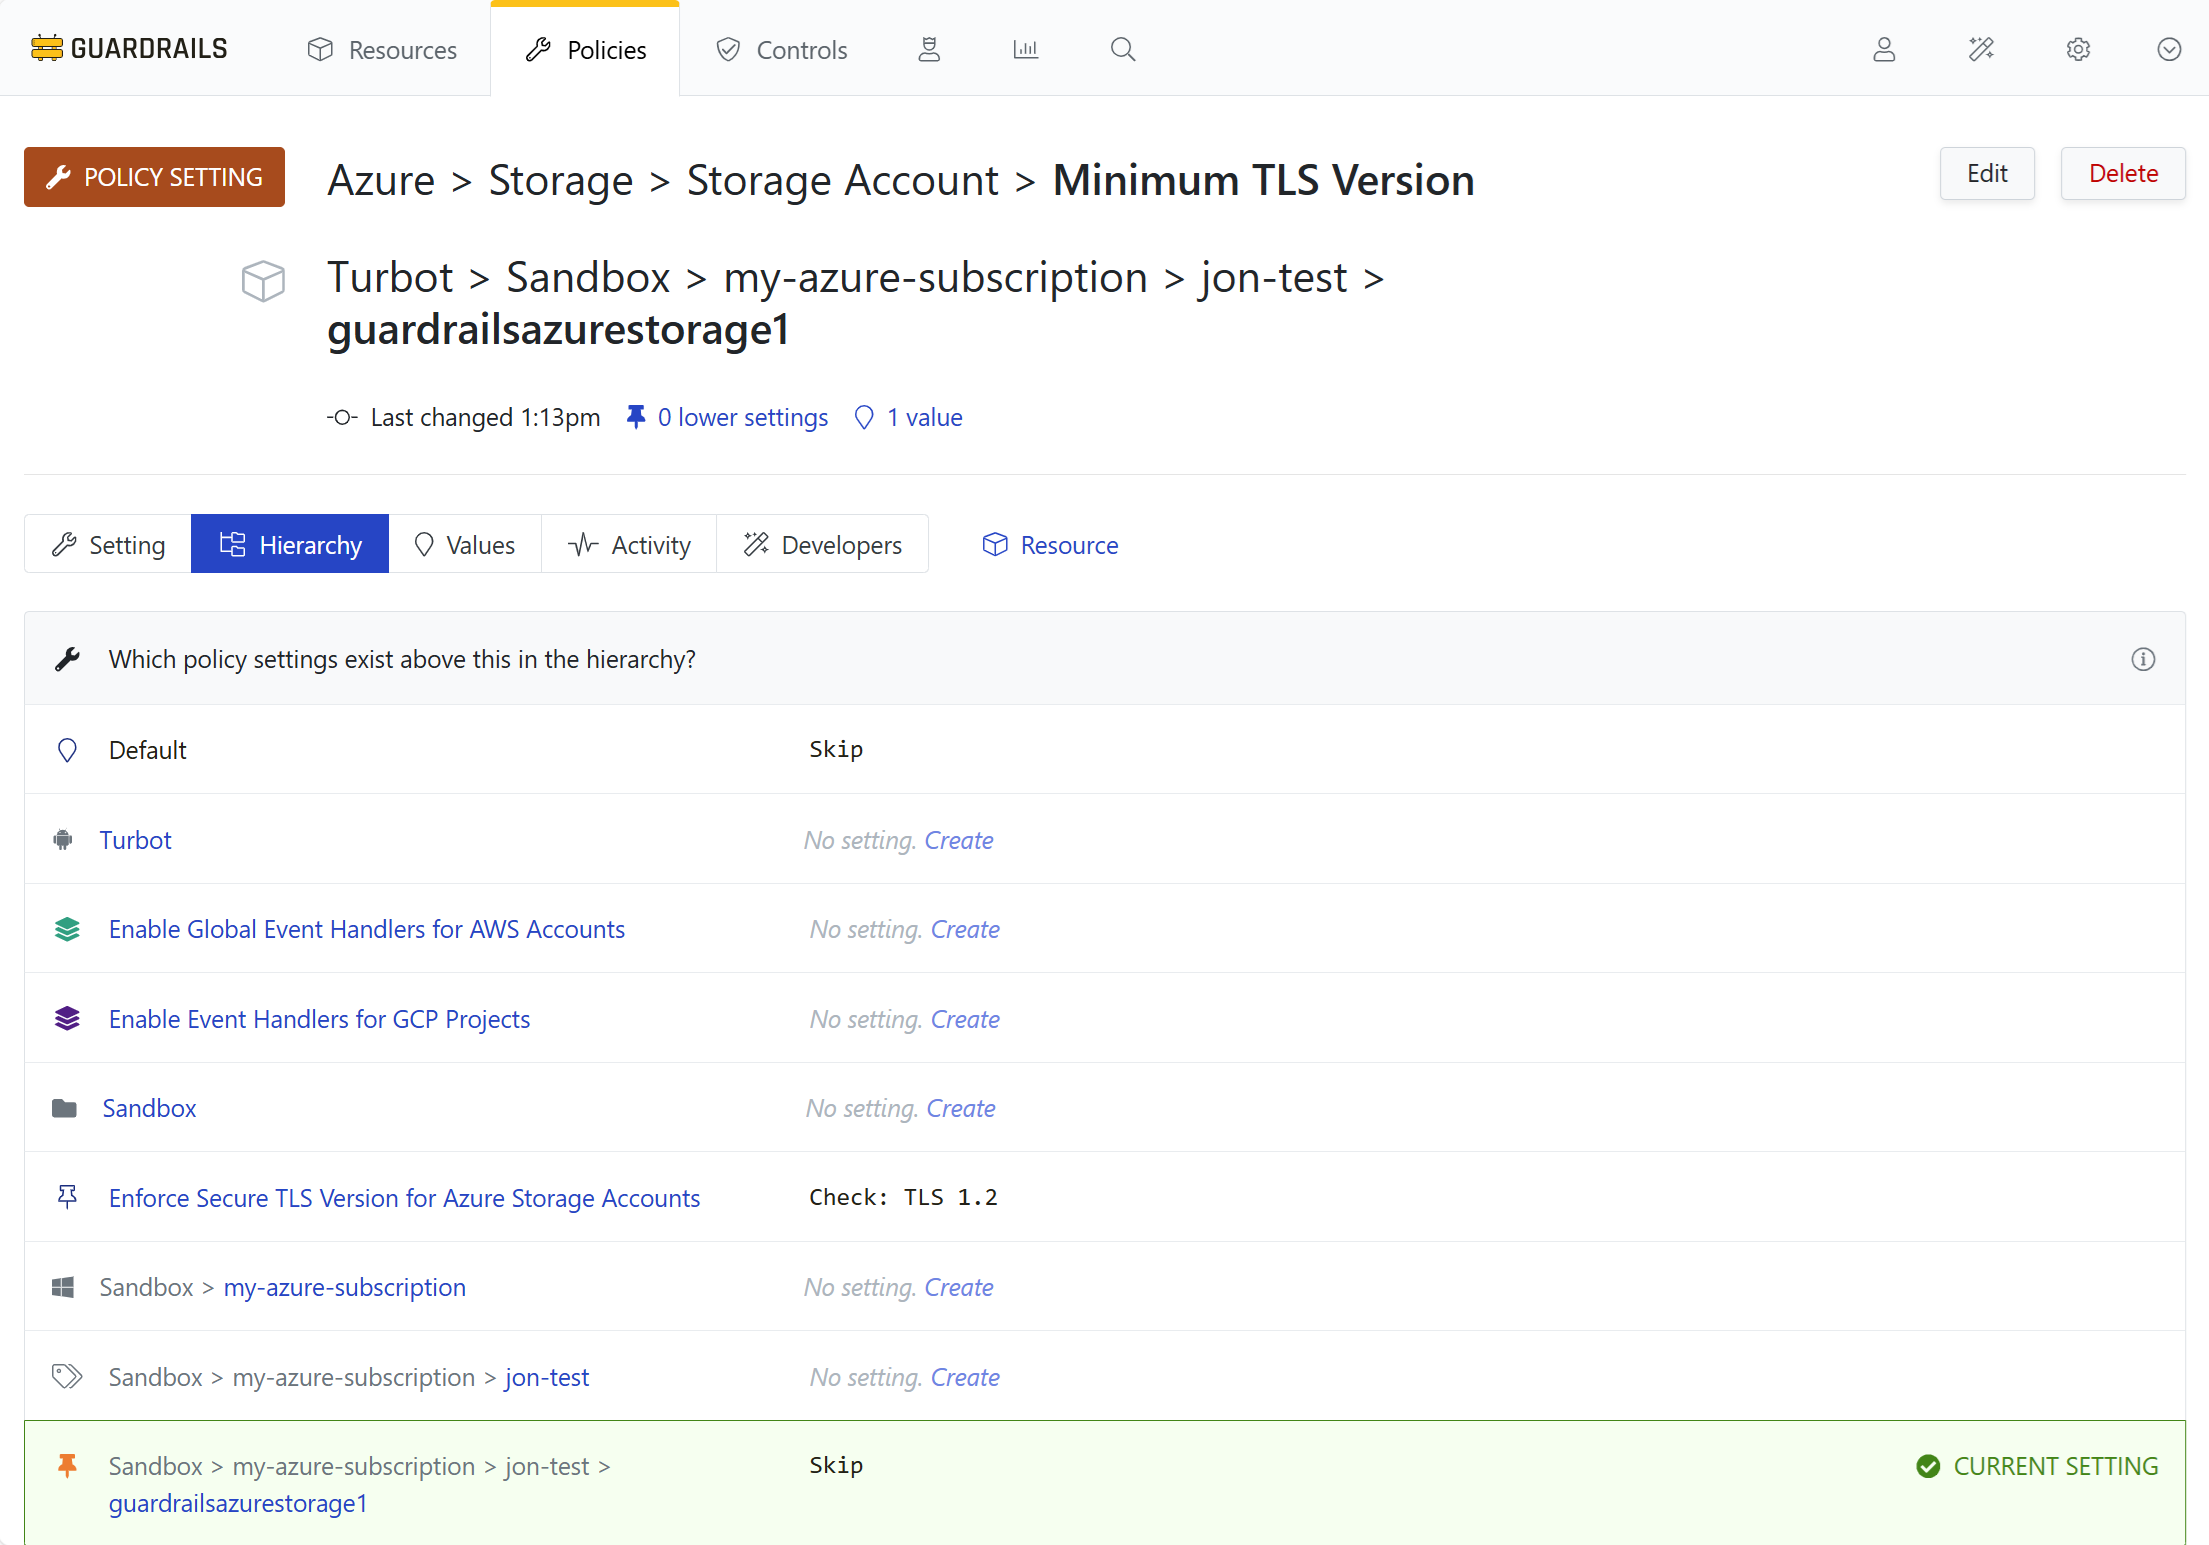 GUARDRAILS Resources Policies Controls
POLICY SETTING Azure > Storage > Storage Account > Minimum TLS Version Edit Delete
Turbot > Sandbox > my-azure-subscription > jon-test >
guardrailsazurestorage1
Last changed 1:13pm 0 lower settings 1 value
Setting Hierarchy Values Activity Developers Resource
Which policy settings exist above this in the hierarchy?
Default Skip
Turbot No setting. Create
Enable Global Event Handlers for AWS Accounts No setting. Create
Enable Event Handlers for GCP Projects No setting. Create
Sandbox No setting. Create
Enforce Secure TLS Version for Azure Storage Accounts Check: TLS 1.2
Sandbox > my-azure-subscription No setting. Create
Sandbox > my-azure-subscription > jon-test No setting. Create
Sandbox > my-azure-subscription > jon-test > Skip CURRENT SETTING
guardrailsazurestorage1